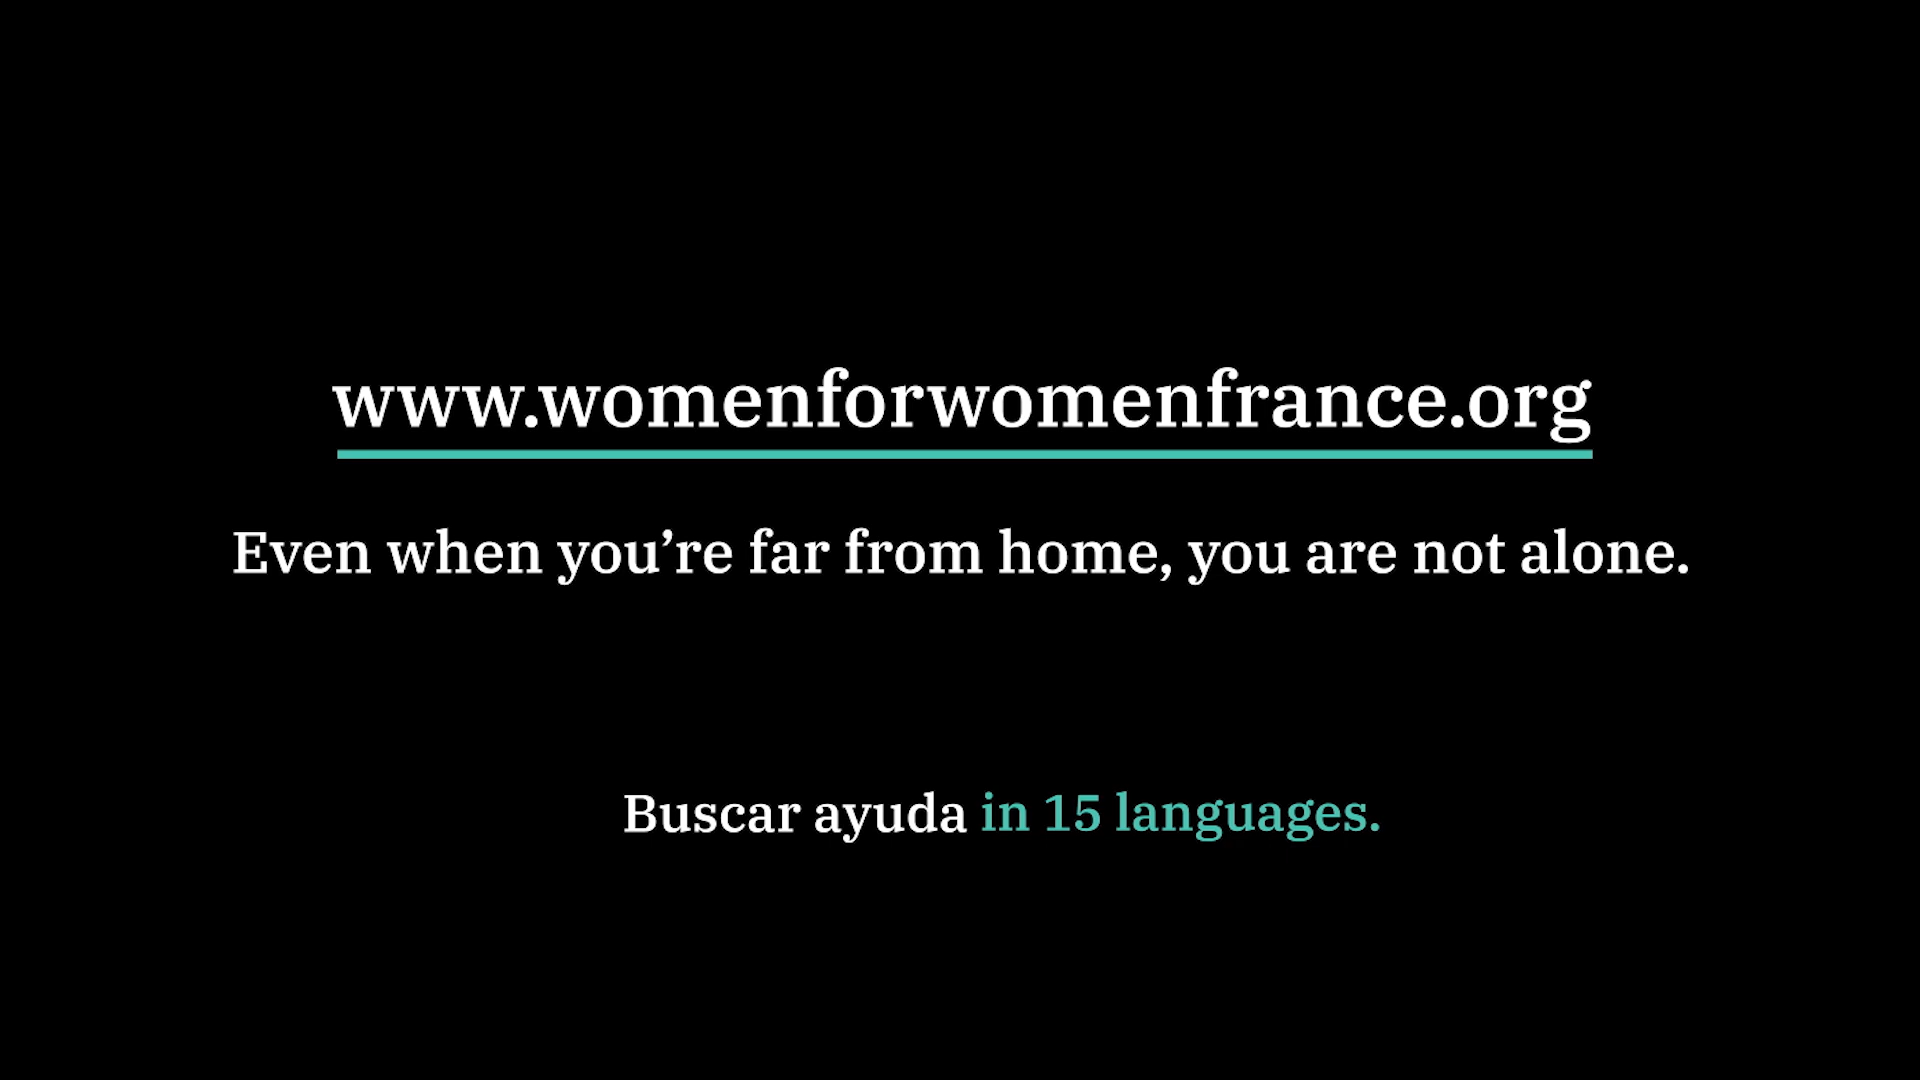 www.womenforwomenfrance.org
Even when you’re far from home, you are not alone.
Buscar ayuda in 15 languages.